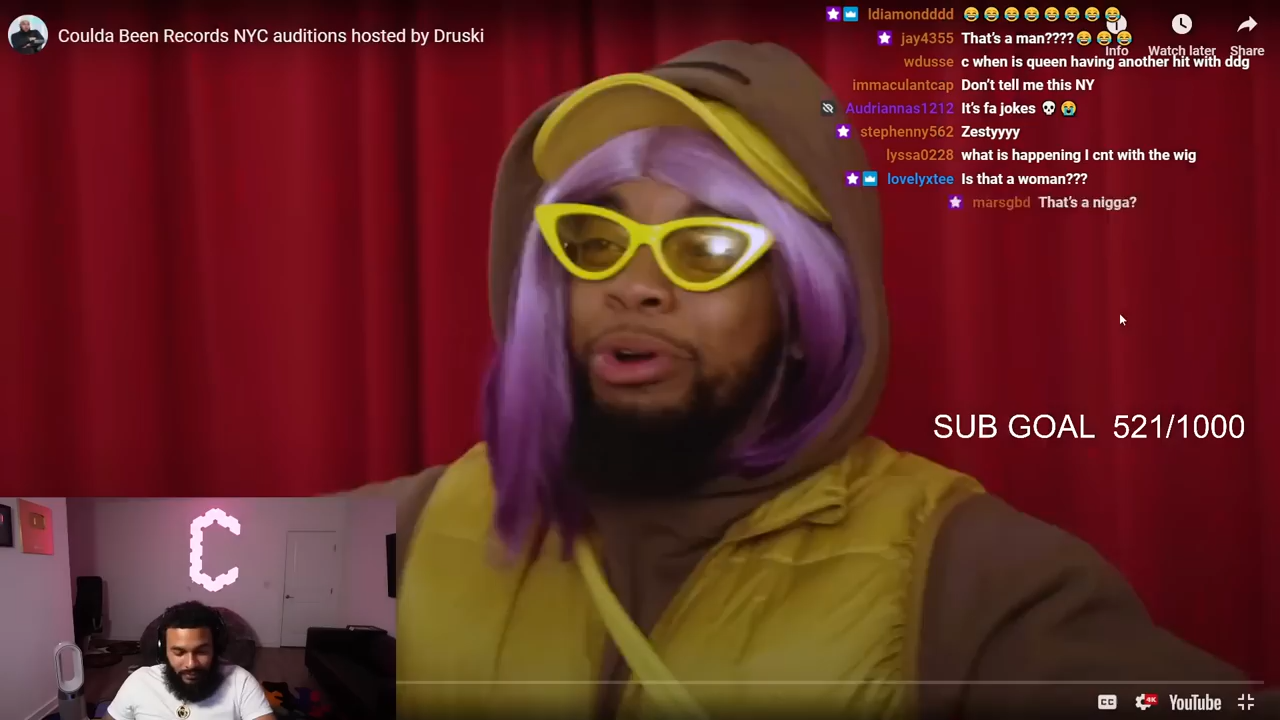 Coulda Been Records NYC auditions hosted by Druski
Info
Watch later
Share
ldiamondddd 😂😂😂😂😂😂😂😂
jay4355 That's a man????😂😂😂
wdusse c when is queen having another hit with ddg
immaculantcap Don't tell me this NY
Audriannas1212 It's fa jokes 💀😭
stephenny562 Zestyyyy
lyssa0228 what is happening I cnt with the wig
lovelyxtee Is that a woman???
marsgbd That's a nigga?
SUB GOAL 521/1000
C
CC
4K
YouTube